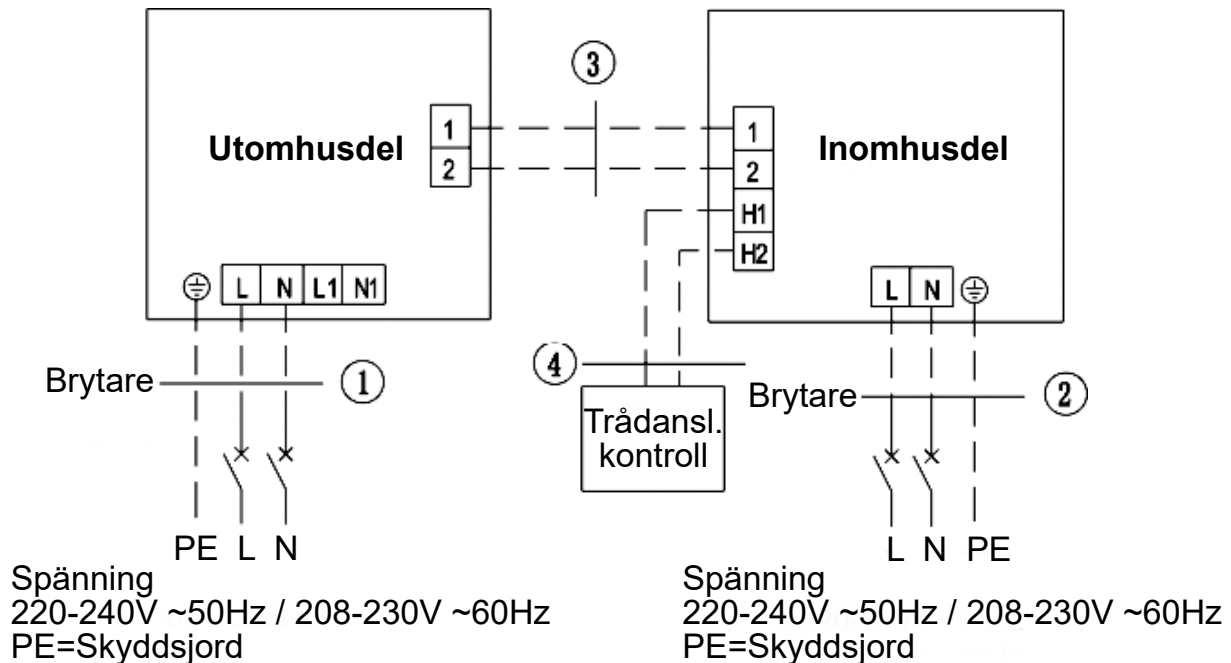 ③
Utomhusdel
1
2
Inomhusdel
1
2
H1
H2
L N L1 N1
L N
Brytare ①
④
Trådansl.
kontroll
Brytare ②
PE L N
Spänning
220-240V ~50Hz / 208-230V ~60Hz
PE=Skyddsjord
L N PE
Spänning
220-240V ~50Hz / 208-230V ~60Hz
PE=Skyddsjord